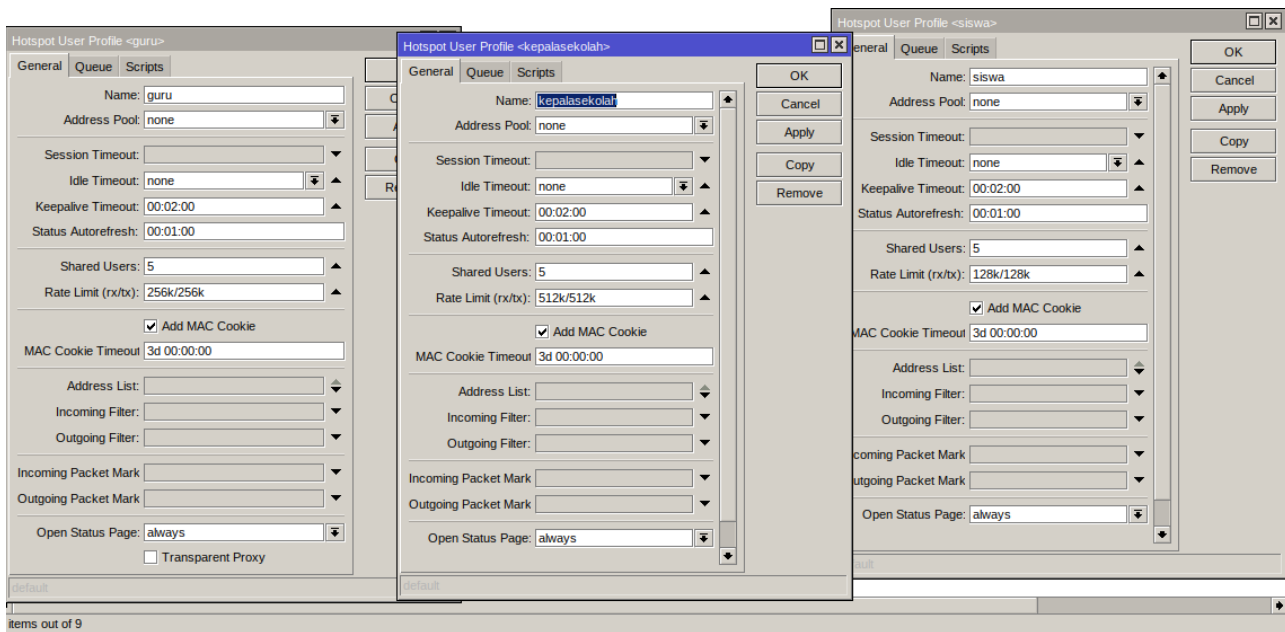 Hotspot User Profile <guru>
General Queue Scripts
Name: guru
Address Pool: none
Session Timeout:
Idle Timeout: none
Keepalive Timeout: 00:02:00
Status Autorefresh: 00:01:00
Shared Users: 5
Rate Limit (rx/tx): 256k/256k
Add MAC Cookie
MAC Cookie Timeout 3d 00:00:00
Address List:
Incoming Filter:
Outgoing Filter:
Incoming Packet Mark
Outgoing Packet Mark
Open Status Page: always
Transparent Proxy
default
items out of 9
Hotspot User Profile <kepalasekolah>
General Queue Scripts
Name: kepalasekolah
Address Pool: none
Session Timeout:
Idle Timeout: none
Keepalive Timeout: 00:02:00
Status Autorefresh: 00:01:00
Shared Users: 5
Rate Limit (rx/tx): 512k/512k
Add MAC Cookie
MAC Cookie Timeout 3d 00:00:00
Address List:
Incoming Filter:
Outgoing Filter:
Incoming Packet Mark
Outgoing Packet Mark
Open Status Page: always
default
OK
Cancel
Apply
Copy
Remove
Hotspot User Profile <siswa>
eneral Queue Scripts
Name: siswa
Address Pool: none
Session Timeout:
Idle Timeout: none
Keepalive Timeout: 00:02:00
Status Autorefresh: 00:01:00
Shared Users: 5
Rate Limit (rx/tx): 128k/128k
Add MAC Cookie
MAC Cookie Timeout 3d 00:00:00
Address List:
Incoming Filter:
Outgoing Filter:
coming Packet Mark
utgoing Packet Mark
Open Status Page: always
ault
OK
Cancel
Apply
Copy
Remove